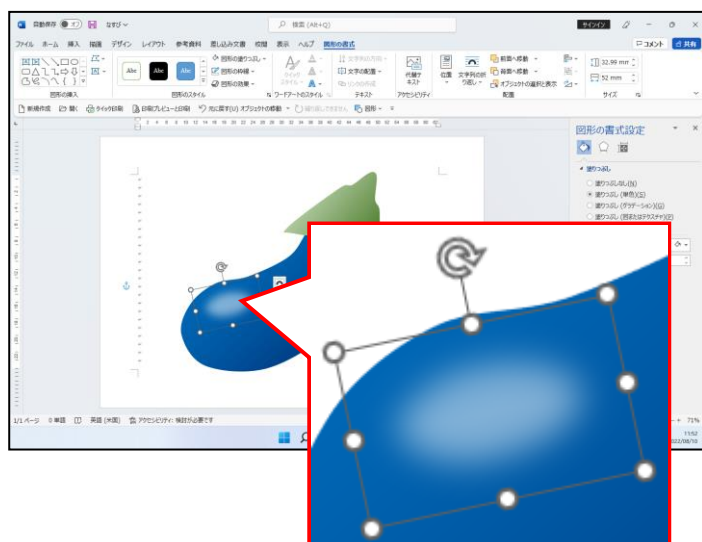 自動保存 オフ なすび 検索 (Alt+Q) サインイン
ファイル ホーム 挿入 描画 デザイン レイアウト 参考資料 差し込み文書 校閲 表示 ヘルプ 図形の書式 コメント 共有
図形の塗りつぶし
図形の枠線
図形の効果
Abc Abc Abc
クイック スタイル
文字列の方向
文字の配置
リンクの作成
代替テキスト
位置 文字列の折り返し
前面へ移動
背面へ移動
オブジェクトの選択と表示
32.99 mm
52 mm
図形の挿入 図形のスタイル ワードアートのスタイル テキスト アクセシビリティ 配置 サイズ
新規作成 開く クイック印刷 印刷プレビューと印刷 元に戻す(U) オブジェクトの移動 繰り返しできません 図形
図形の書式設定
塗りつぶし
塗りつぶしなし(N)
塗りつぶし (単色)(S)
塗りつぶし (グラデーション)(G)
塗りつぶし (図またはテクスチャ)(P)
1/1 ページ 0 単語 英語 (米国) アクセシビリティ: 検討が必要です 71%
11:52
2022/08/10